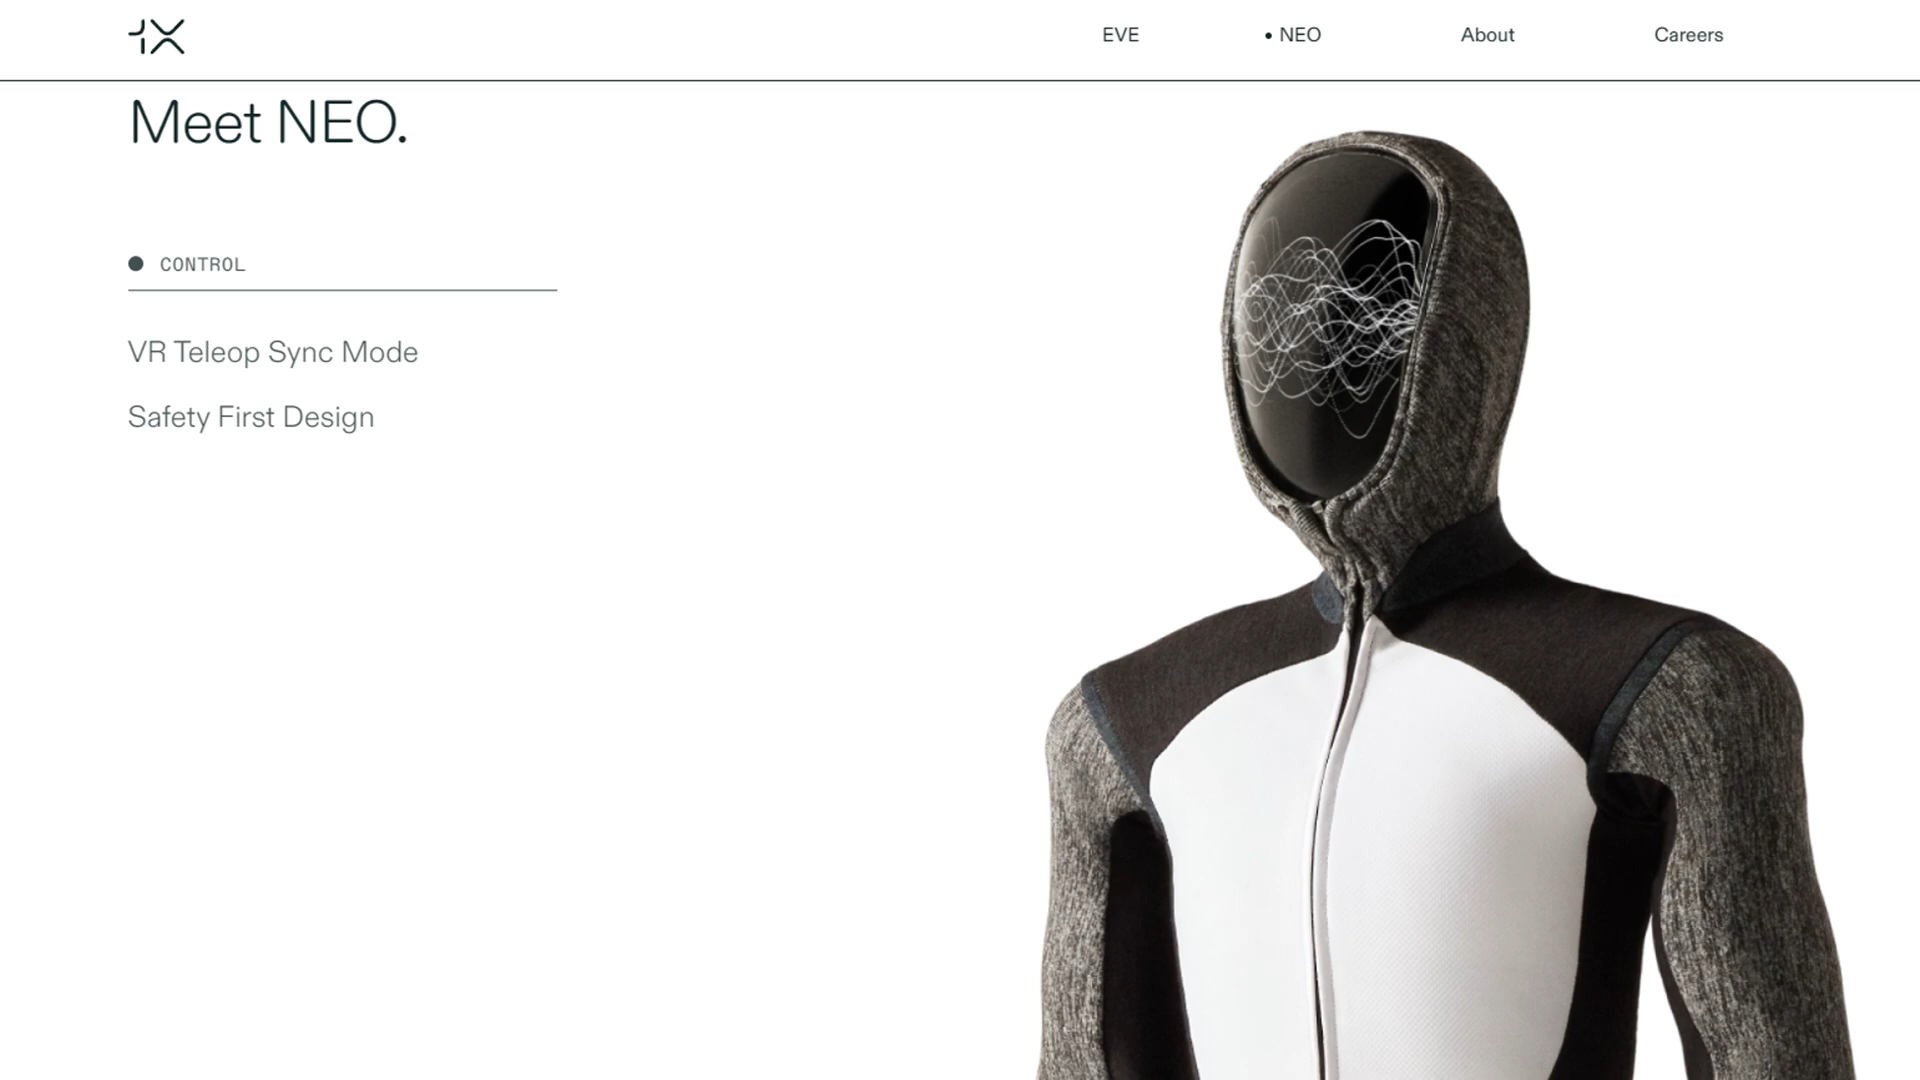 1X
EVE
• NEO
About
Careers
Meet NEO.
CONTROL
VR Teleop Sync Mode
Safety First Design